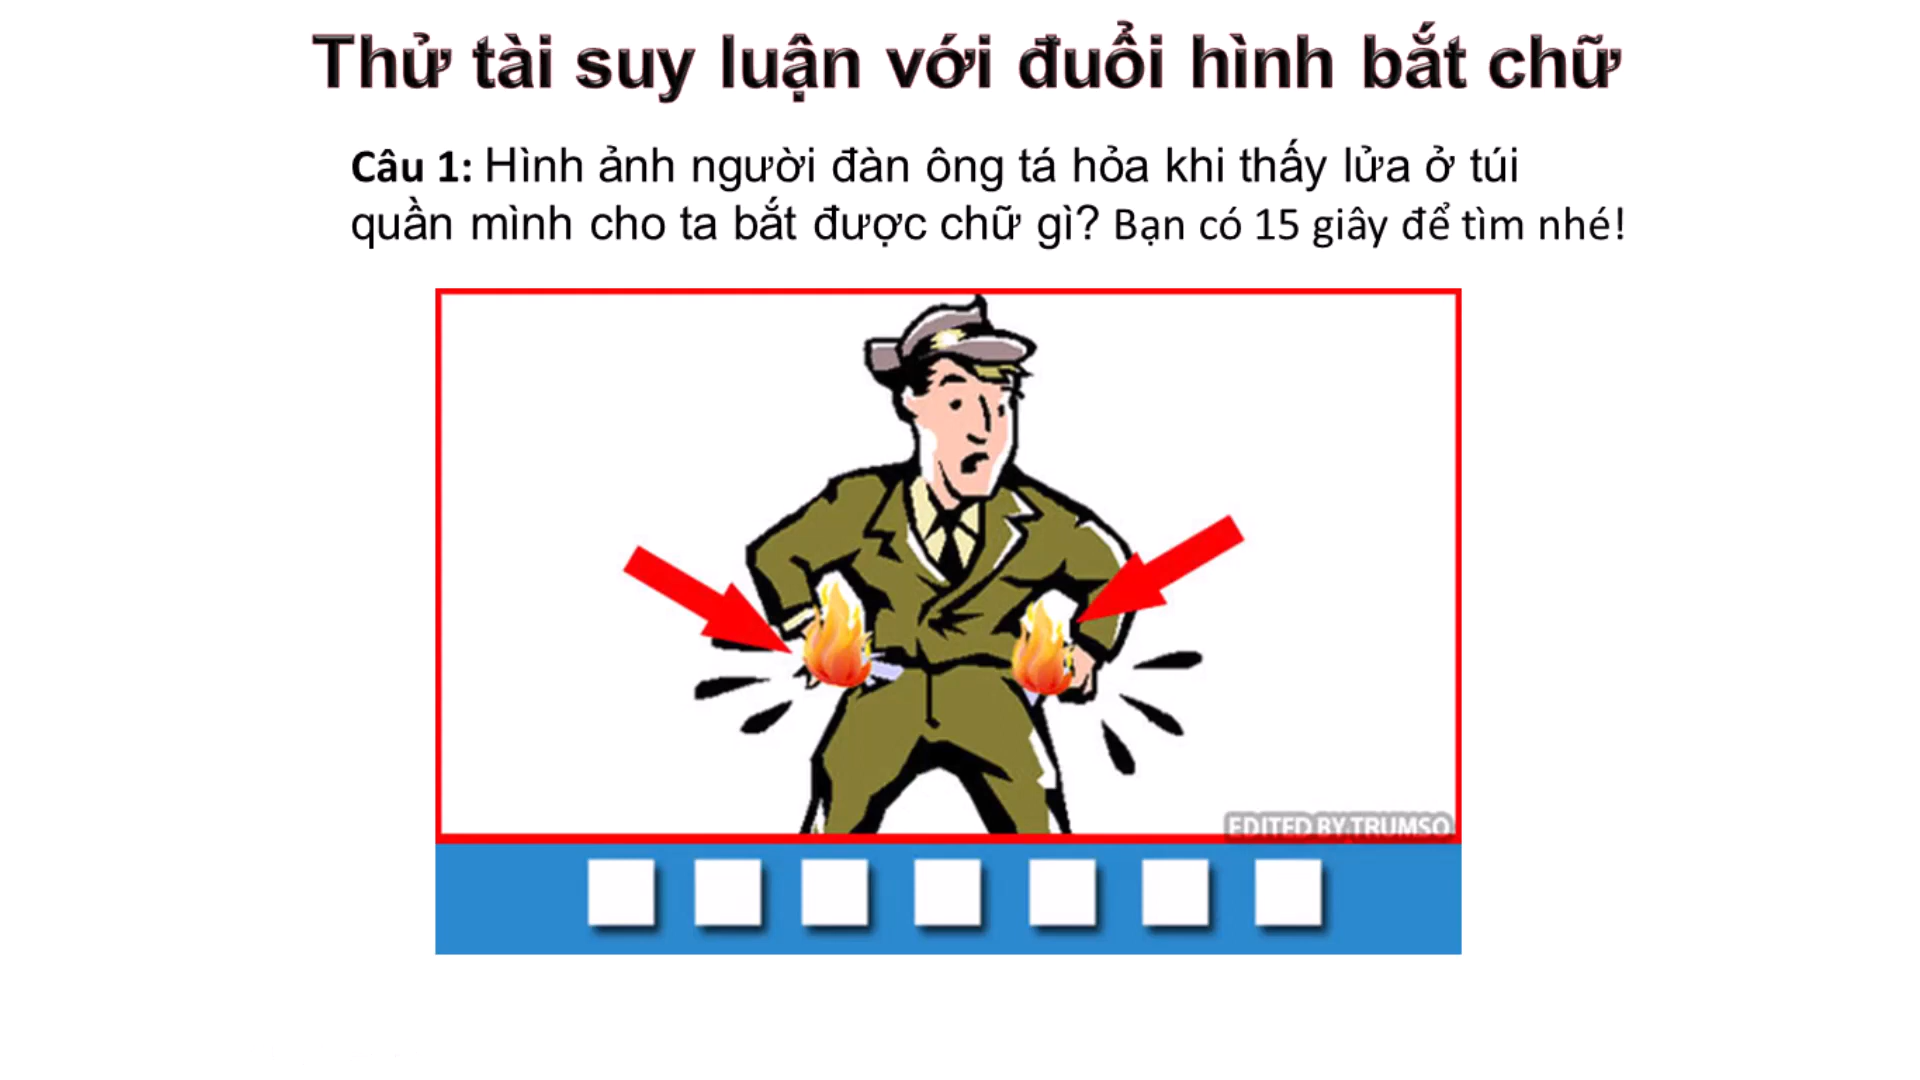 Thử tài suy luận với đuổi hình bắt chữ
Câu 1: Hình ảnh người đàn ông tá hỏa khi thấy lửa ở túi
quần mình cho ta bắt được chữ gì? Bạn có 15 giây để tìm nhé!
EDITED BY TRUMSO